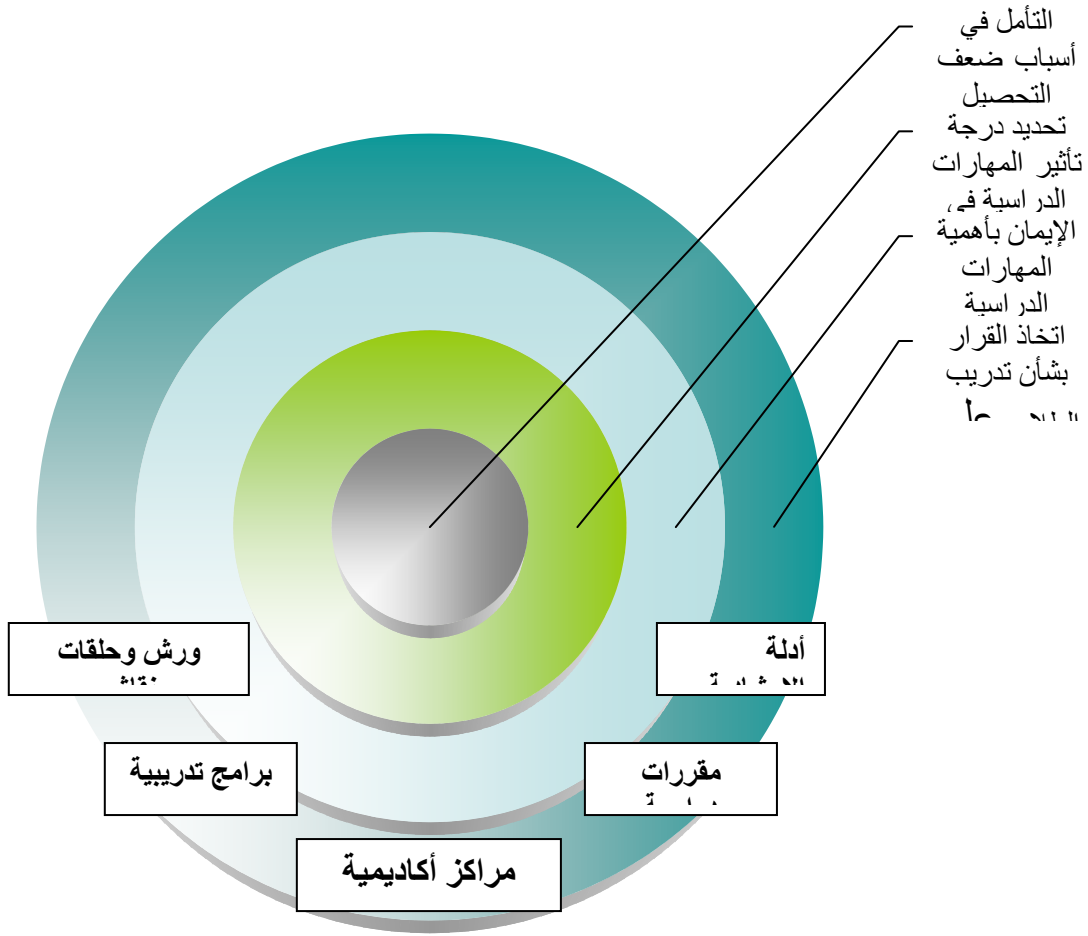 التأمل في
أسباب ضعف
التحصيل
تحديد درجة
تأثير المهارات
الدراسية في
الإيمان بأهمية
المهارات
الدراسية
اتخاذ القرار
بشأن تدريب
ورش وحلقات
أدلة
برامج تدريبية
مقررات
مراكز أكاديمية